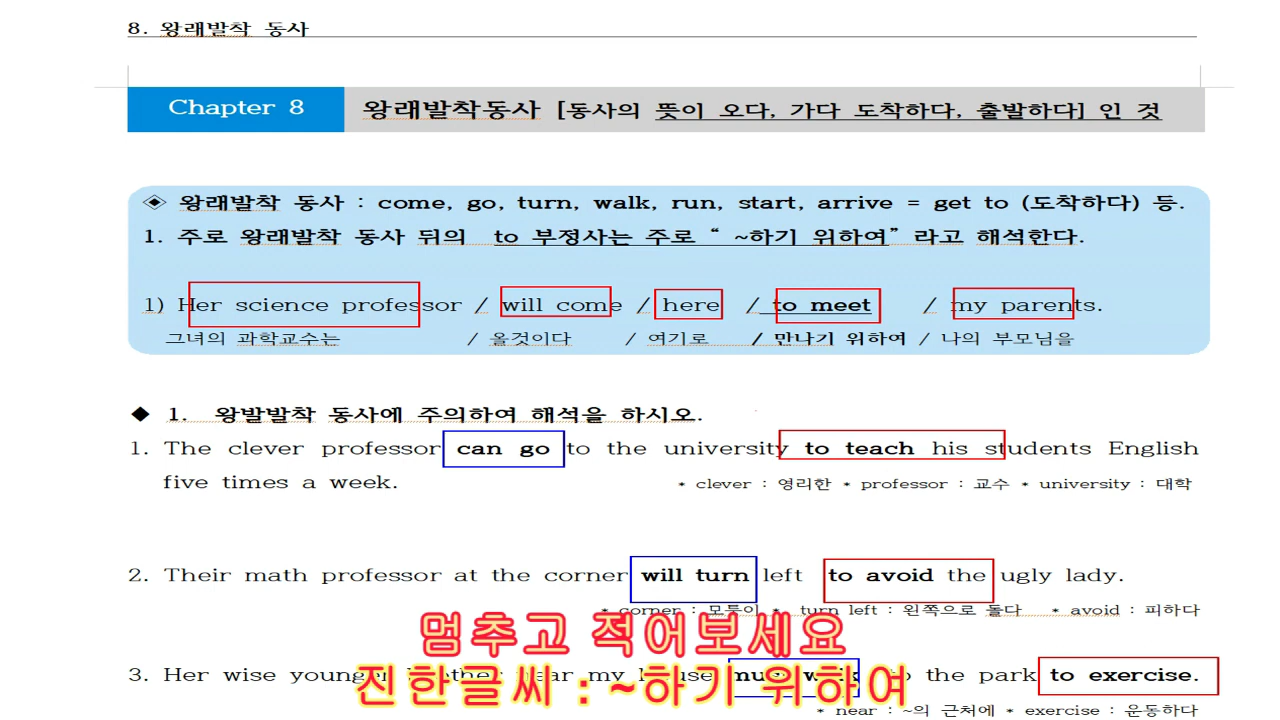 8. 왕래발착 동사
Chapter 8 왕래발착동사 [동사의 뜻이 오다, 가다 도착하다, 출발하다] 인 것
◈ 왕래발착 동사 : come, go, turn, walk, run, start, arrive = get to (도착하다) 등.
1. 주로 왕래발착 동사 뒤의 to 부정사는 주로 “ ~하기 위하여” 라고 해석한다.
1) Her science professor / will come / here / to meet / my parents.
그녀의 과학교수는 / 올것이다 / 여기로 / 만나기 위하여 / 나의 부모님을
◆ 1. 왕발발착 동사에 주의하여 해석을 하시오.
1. The clever professor can go to the university to teach his students English
five times a week. * clever : 영리한 * professor : 교수 * university : 대학
2. Their math professor at the corner will turn left to avoid the ugly lady.
* corner : 모퉁이 * turn left : 왼쪽으로 돌다 * avoid : 피하다
멈추고 적어보세요
3. Her wise younger near my to the park to exercise.
진한글씨 : ~하기 위하여
* near : ~의 근처에 * exercise : 운동하다